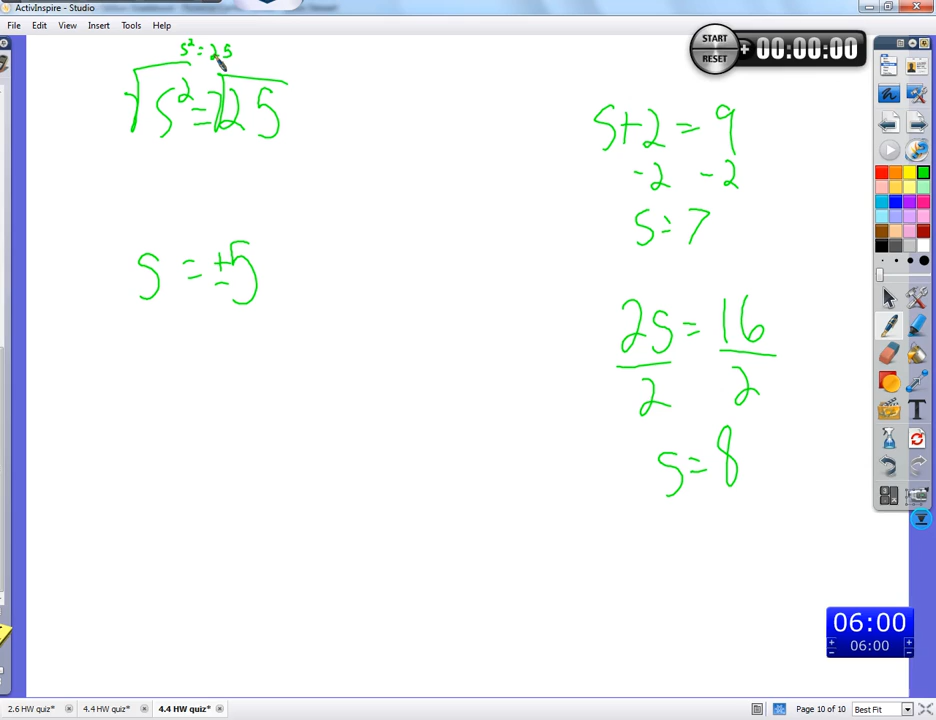 ActivInspire - Studio
File Edit View Insert Tools Help
s² = 25
√s² = √25
s = ±5
s+2 = 9
-2 -2
s = 7
2s = 16
2 2
s = 8
START
RESET
+ 00:00:00
06:00
+ 06:00 +
2.6 HW quiz* 4.4 HW quiz* 4.4 HW quiz*
Page 10 of 10 Best Fit